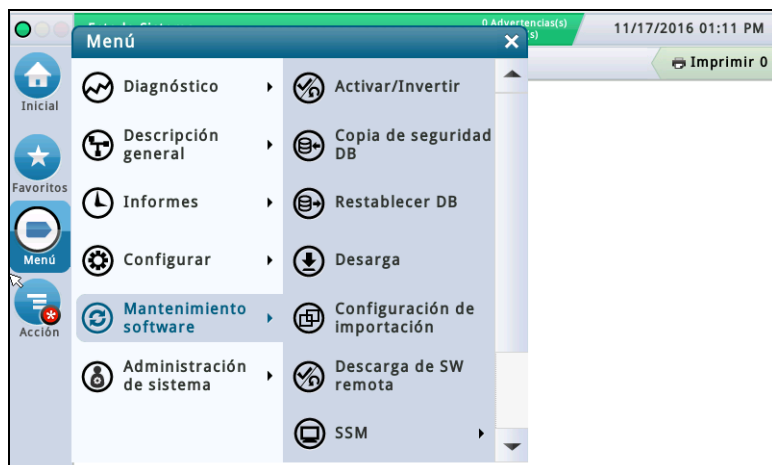 0 Advertencias(s)
11/17/2016 01:11 PM
Menú
Imprimir 0
Inicial
Favoritos
Menú
Acción
Diagnóstico
Descripción
general
Informes
Configurar
Mantenimiento
software
Administración
de sistema
Activar/Invertir
Copia de seguridad
DB
Restablecer DB
Desarga
Configuración de
importación
Descarga de SW
remota
SSM